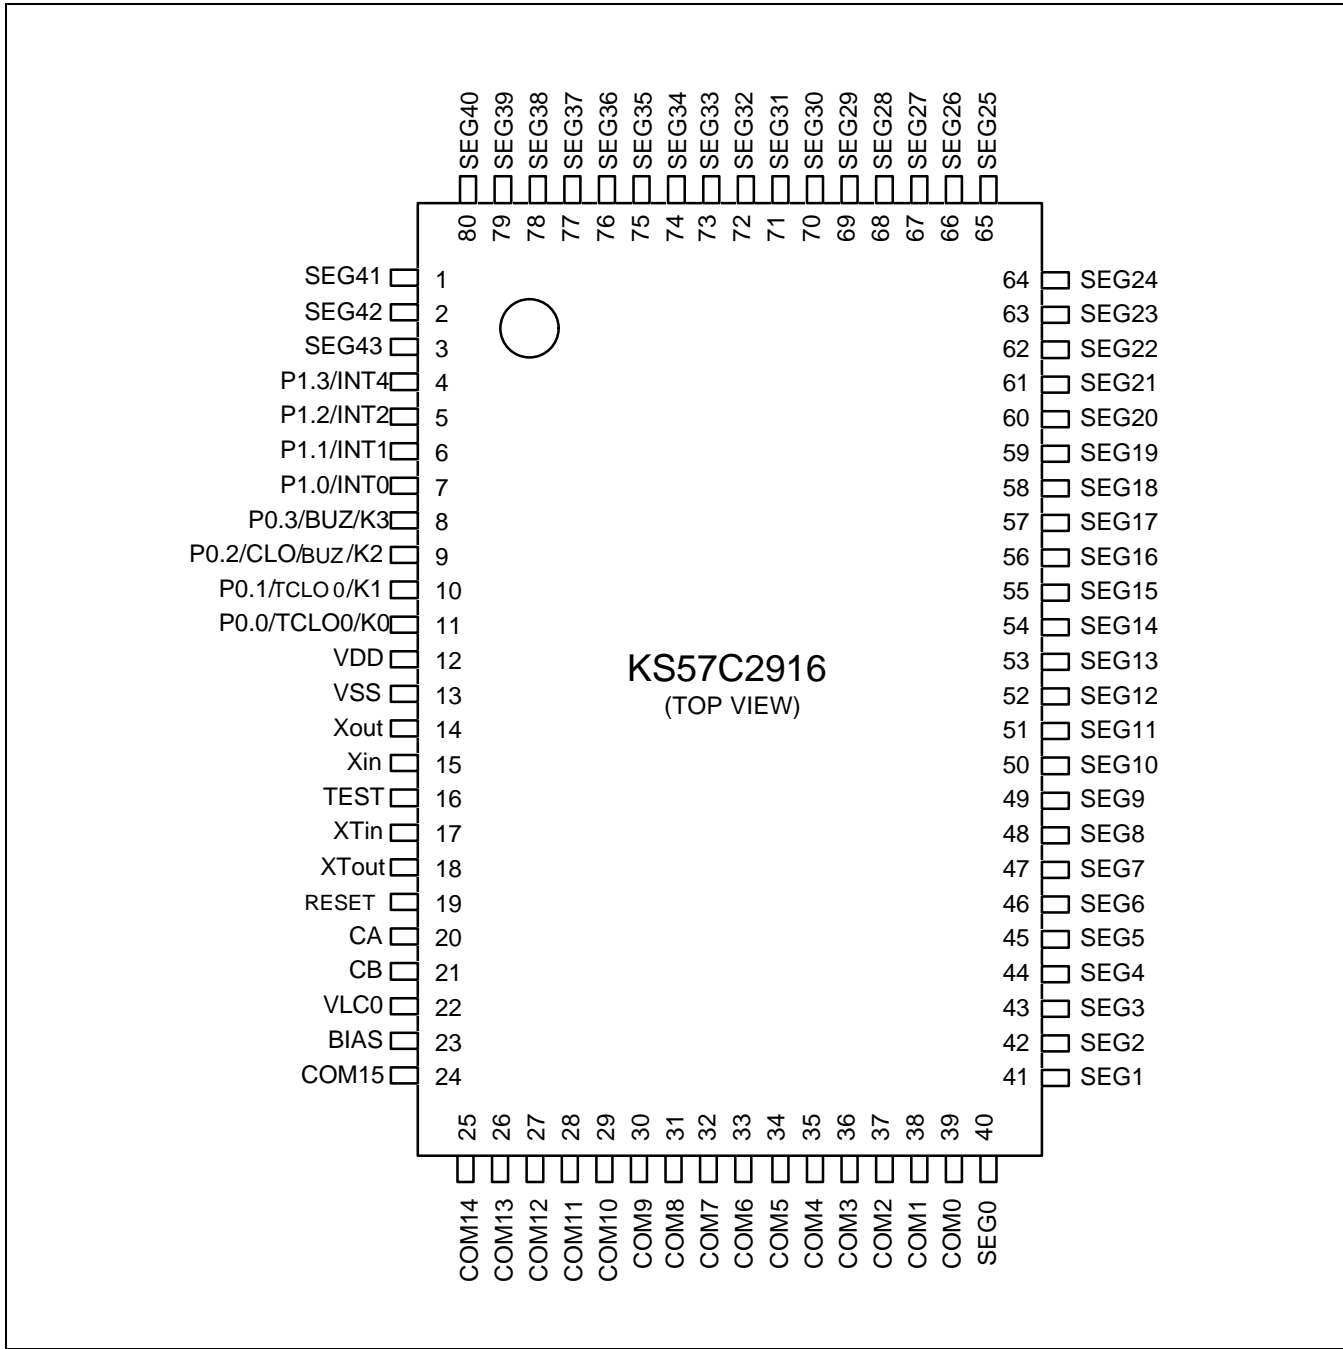 SEG40 SEG39 SEG38 SEG37 SEG36 SEG35 SEG34 SEG33 SEG32 SEG31 SEG30 SEG29 SEG28 SEG27 SEG26 SEG25
80 79 78 77 76 75 74 73 72 71 70 69 68 67 66 65
SEG41 1 64 SEG24
SEG42 2 63 SEG23
SEG43 3 62 SEG22
P1.3/INT4 4 61 SEG21
P1.2/INT2 5 60 SEG20
P1.1/INT1 6 59 SEG19
P1.0/INT0 7 58 SEG18
P0.3/BUZ/K3 8 57 SEG17
P0.2/CLO/BUZ/K2 9 56 SEG16
P0.1/TCLO0/K1 10 55 SEG15
P0.0/TCLO0/K0 11 54 SEG14
VDD 12 53 SEG13
KS57C2916
VSS 13 52 SEG12
(TOP VIEW)
Xout 14 51 SEG11
Xin 15 50 SEG10
TEST 16 49 SEG9
XTin 17 48 SEG8
XTout 18 47 SEG7
RESET 19 46 SEG6
CA 20 45 SEG5
CB 21 44 SEG4
VLC0 22 43 SEG3
BIAS 23 42 SEG2
COM15 24 41 SEG1
25 26 27 28 29 30 31 32 33 34 35 36 37 38 39 40
COM14 COM13 COM12 COM11 COM10 COM9 COM8 COM7 COM6 COM5 COM4 COM3 COM2 COM1 COM0 SEG0